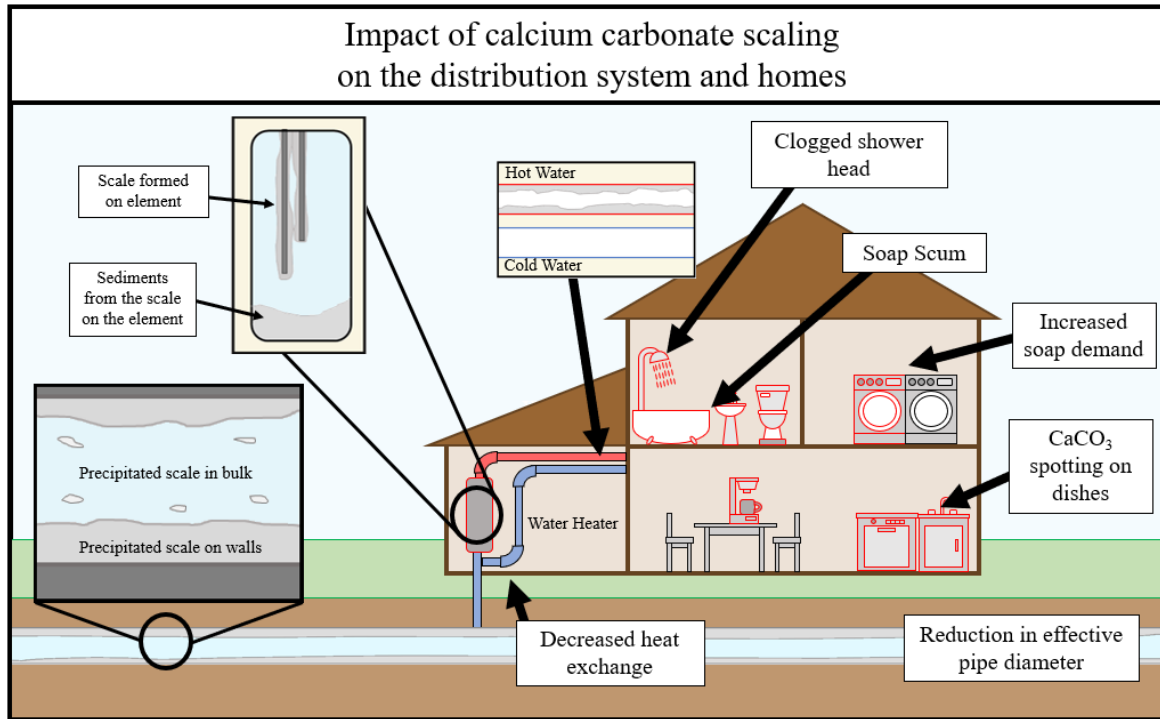 Impact of calcium carbonate scaling
on the distribution system and homes
Scale formed
on element
Sediments
from the scale
on the element
Hot Water
Cold Water
Clogged shower
head
Soap Scum
Increased
soap demand
CaCO₃
spotting on
dishes
Precipitated scale in bulk
Precipitated scale on walls
Water Heater
Decreased heat
exchange
Reduction in effective
pipe diameter